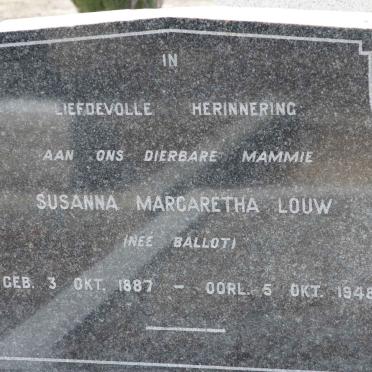 IN
LIEFDEVOLLE HERINNERING
AAN ONS DIERBARE MAMMIE
SUSANNA MARGARETHA LOUW
(NEE BALLOT)
GEB. 3 OKT. 1887 — OORL. 5 OKT. 1948